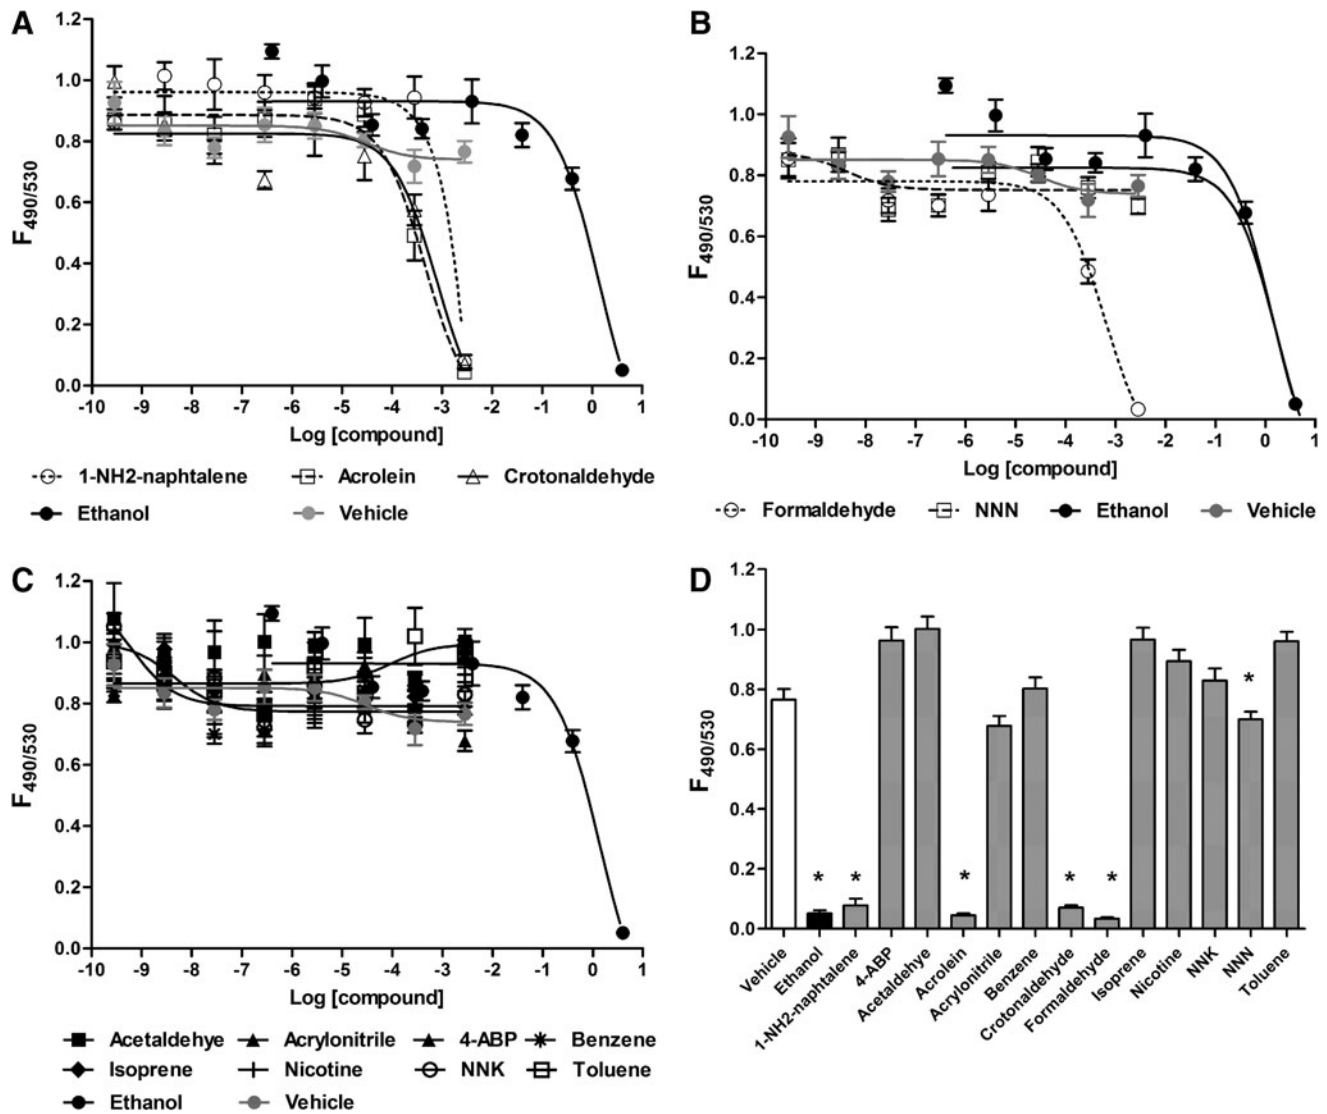 A
1.2
1.0
0.8
0.6
0.4
0.2
0.0
F490/530
-10 -9 -8 -7 -6 -5 -4 -3 -2 -1 0 1
Log [compound]
1-NH2-naphtalene Acrolein Crotonaldehyde
Ethanol Vehicle
B
1.2
1.0
0.8
0.6
0.4
0.2
0.0
F490/530
-10 -9 -8 -7 -6 -5 -4 -3 -2 -1 0 1
Log [compound]
Formaldehyde NNN Ethanol Vehicle
C
1.2
1.0
0.8
0.6
0.4
0.2
0.0
F490/530
-10 -9 -8 -7 -6 -5 -4 -3 -2 -1 0 1
Log [compound]
Acetaldehye Acrylonitrile 4-ABP Benzene
Isoprene Nicotine NNK Toluene
Ethanol Vehicle
D
1.2
1.0
0.8
0.6
0.4
0.2
0.0
F490/530
* * * * * *
Vehicle
Ethanol
1-NH2-naphtalene
4-ABP
Acetaldehye
Acrolein
Acrylonitrile
Benzene
Crotonaldehyde
Formaldehyde
Isoprene
Nicotine
NNK
NNN
Toluene